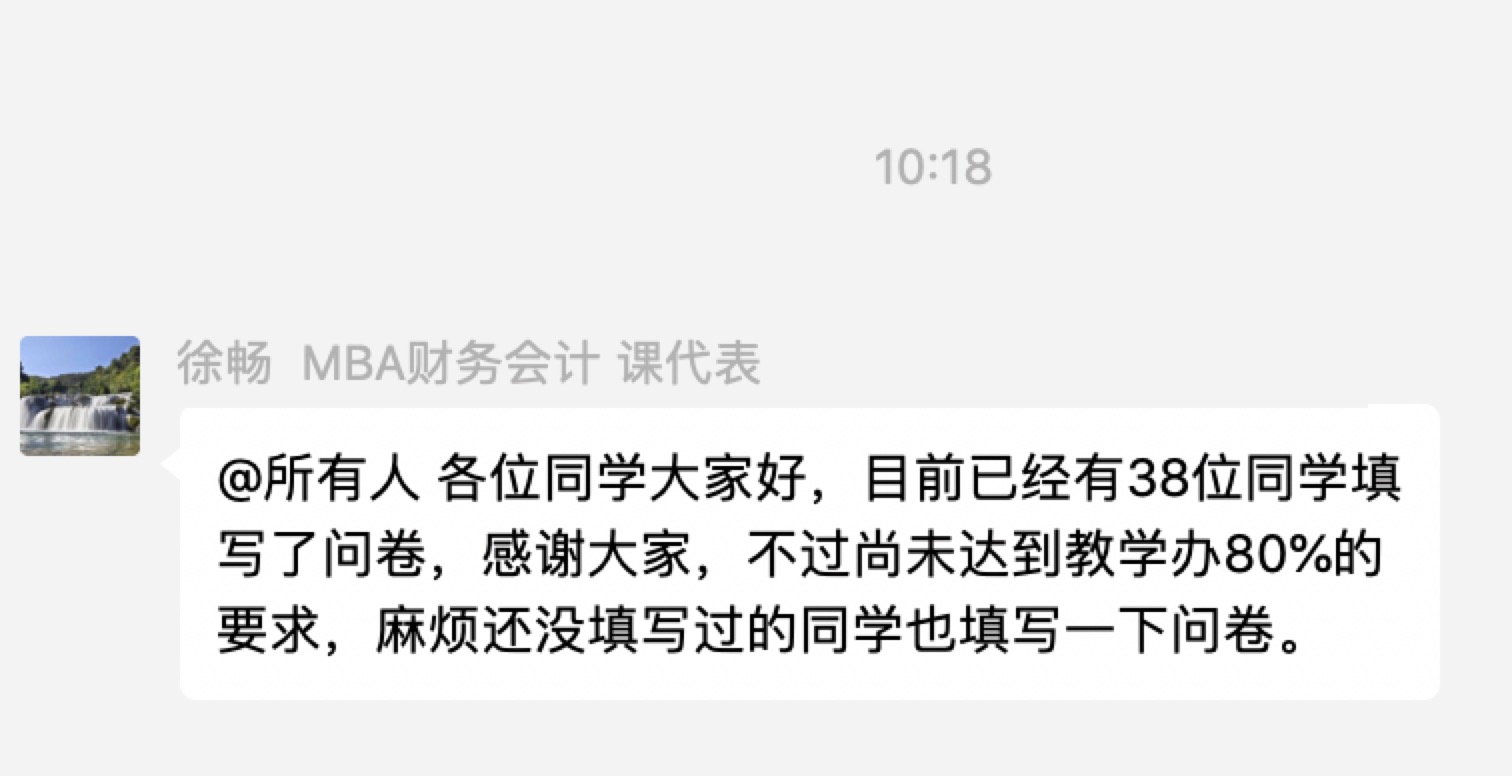 10:18
徐畅 MBA财务会计 课代表
@所有人 各位同学大家好，目前已经有38位同学填
写了问卷，感谢大家，不过尚未达到教学办80%的
要求，麻烦还没填写过的同学也填写一下问卷。